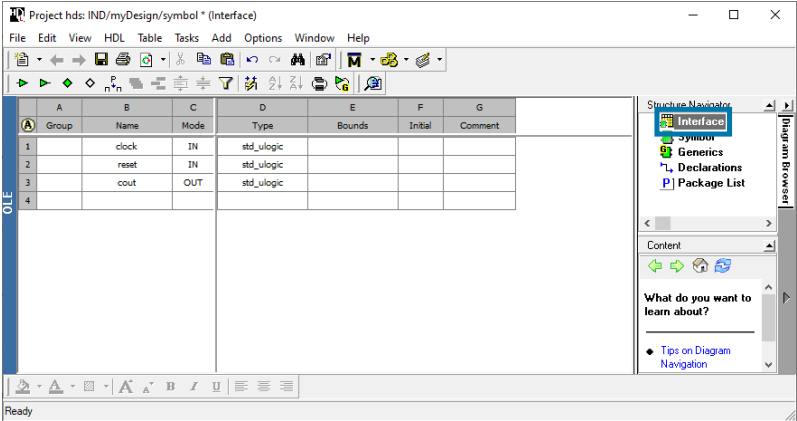 Project hds: IND/myDesign/symbol * (Interface)
File Edit View HDL Table Tasks Add Options Window Help
A B C D E F G
A Group Name Mode Type Bounds Initial Comment
1 clock IN std_ulogic
2 reset IN std_ulogic
3 cout OUT std_ulogic
4
OLE
Structure Navigator
Interface
Symbol
Generics
Declarations
Package List
Diagram Browser
Content
What do you want to
learn about?
Tips on Diagram
Navigation
Ready